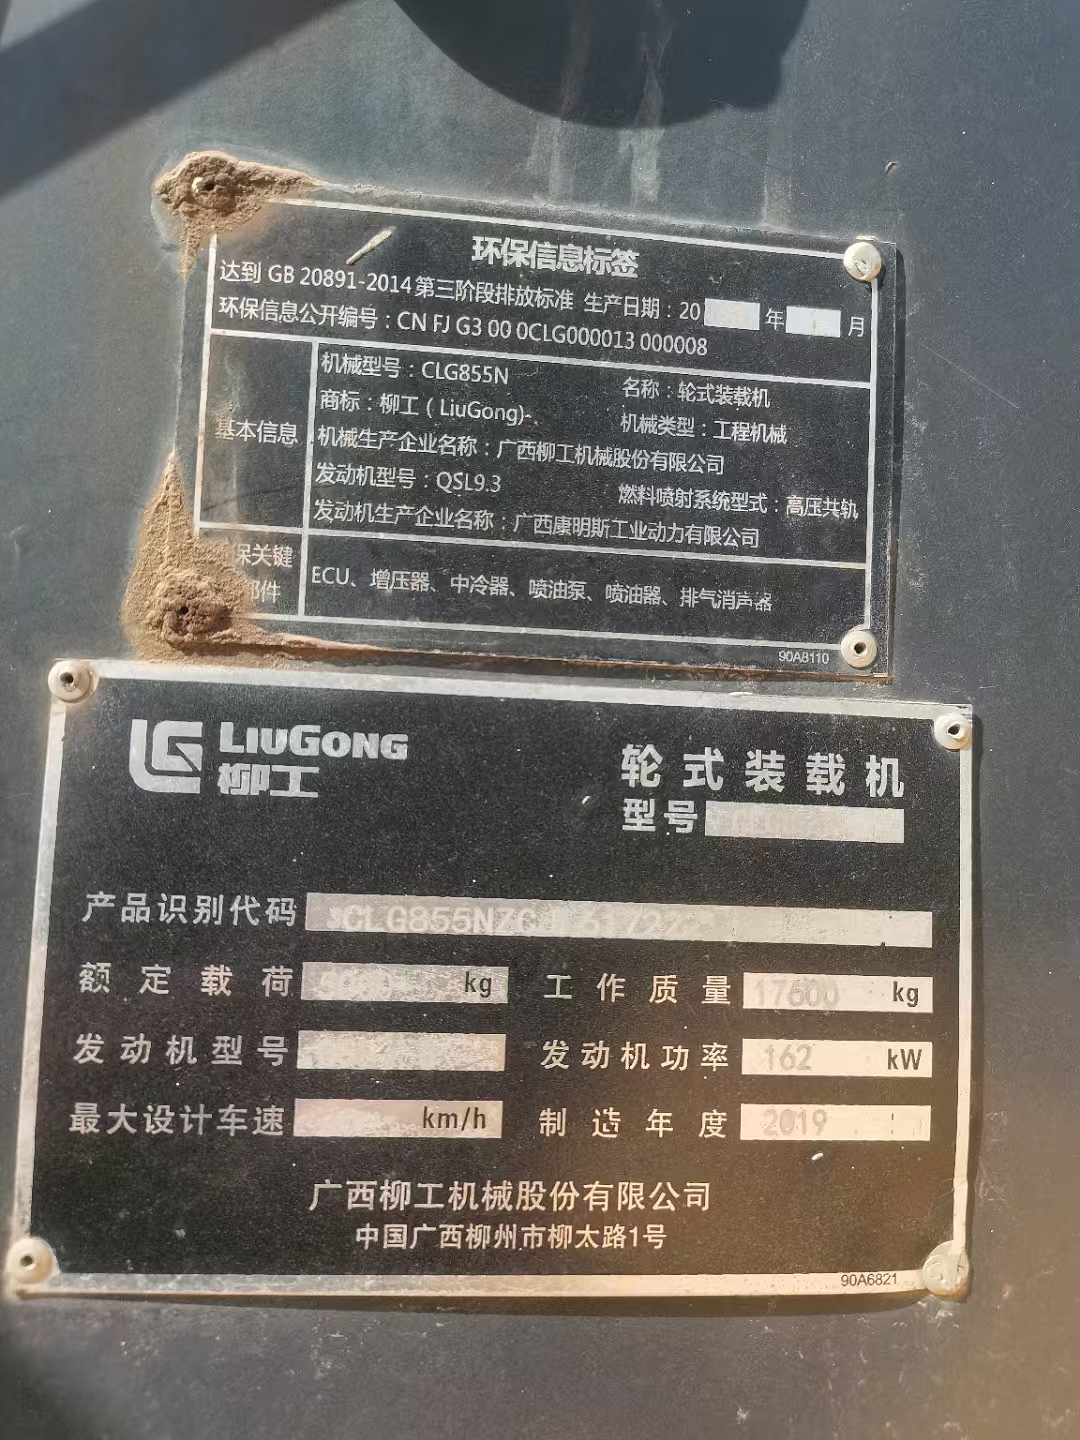 环保信息标签
达到 GB 20891-2014 第三阶段排放标准 生产日期：20 年 月
环保信息公开编号：CN FJ G3 00 0CLG000013 000008
基本信息
机械型号：CLG855N 名称：轮式装载机
商标：柳工（LiuGong) 机械类型：工程机械
机械生产企业名称：广西柳工机械股份有限公司
发动机型号：QSL9.3 燃料喷射系统型式：高压共轨
发动机生产企业名称：广西康明斯工业动力有限公司
保关键
部件
ECU、增压器、中冷器、喷油泵、喷油器、排气消声器
90A8110
LG LIUGONG
柳工
轮式装载机
型号
产品识别代码
额定载荷 kg 工作质量 17600 kg
发动机型号 发动机功率 162 kW
最大设计车速 km/h 制造年度 2019
广西柳工机械股份有限公司
中国广西柳州市柳太路1号
90A6821